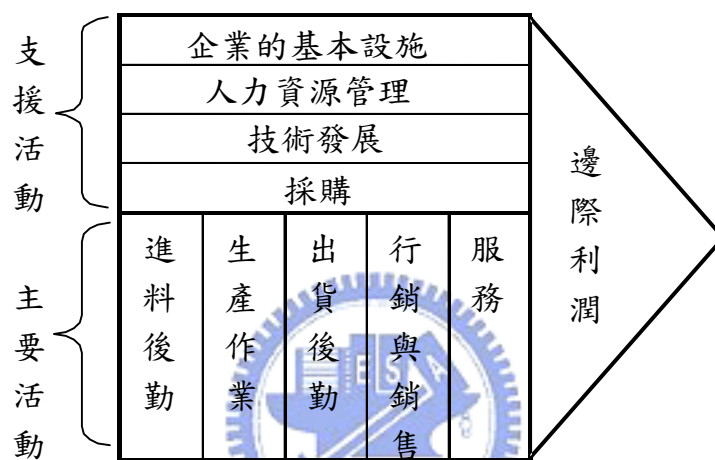 支援活動
企業的基本設施
人力資源管理
技術發展
採購
主要活動
進料後勤
生產作業
出貨後勤
行銷與銷售
服務
邊際利潤
ESA